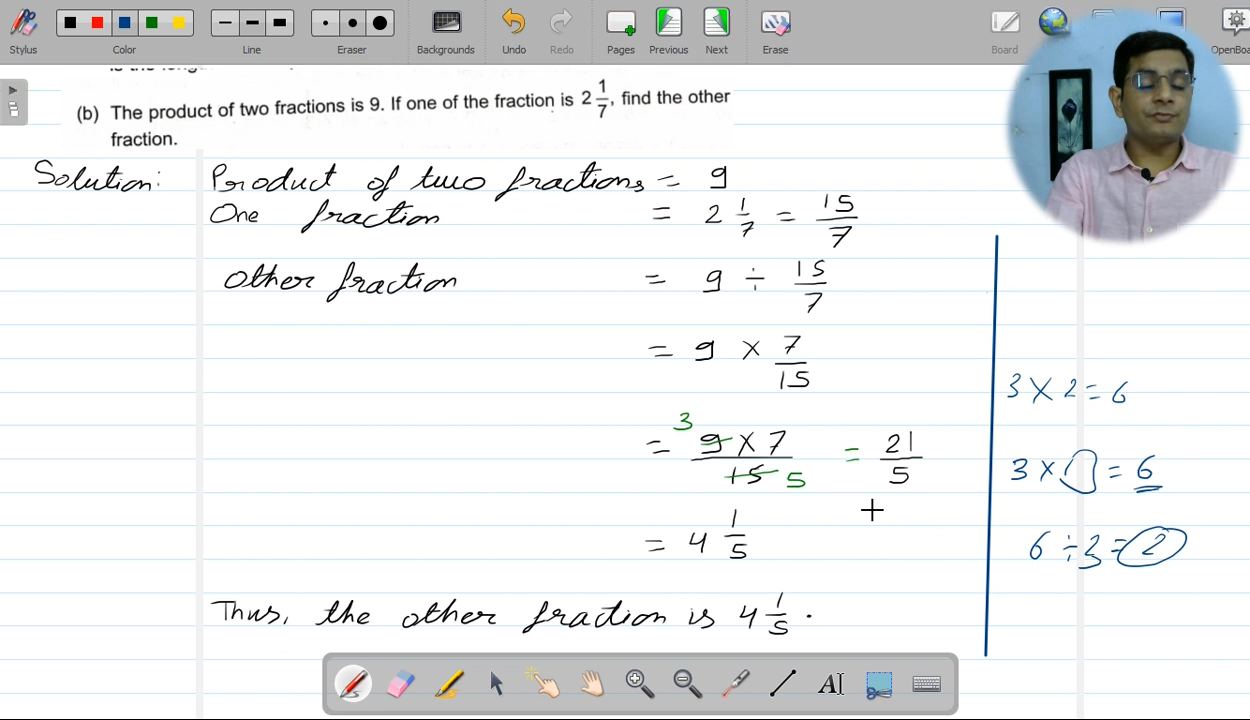 Stylus
Color
Line
Eraser
Backgrounds
Undo
Redo
Pages
Previous
Next
Erase
Board
OpenBoa
(b) The product of two fractions is 9. If one of the fraction is 2 1/7, find the other
fraction.
Solution:
Product of two fractions = 9
One fraction = 2 1/7 = 15/7
Other fraction = 9 ÷ 15/7
= 9 × 7/15
= 3 9 × 7 / 15 5 = 21/5
= 4 1/5
Thus, the other fraction is 4 1/5.
3 × 2 = 6
3 × = 6
6 ÷ 3 = 2